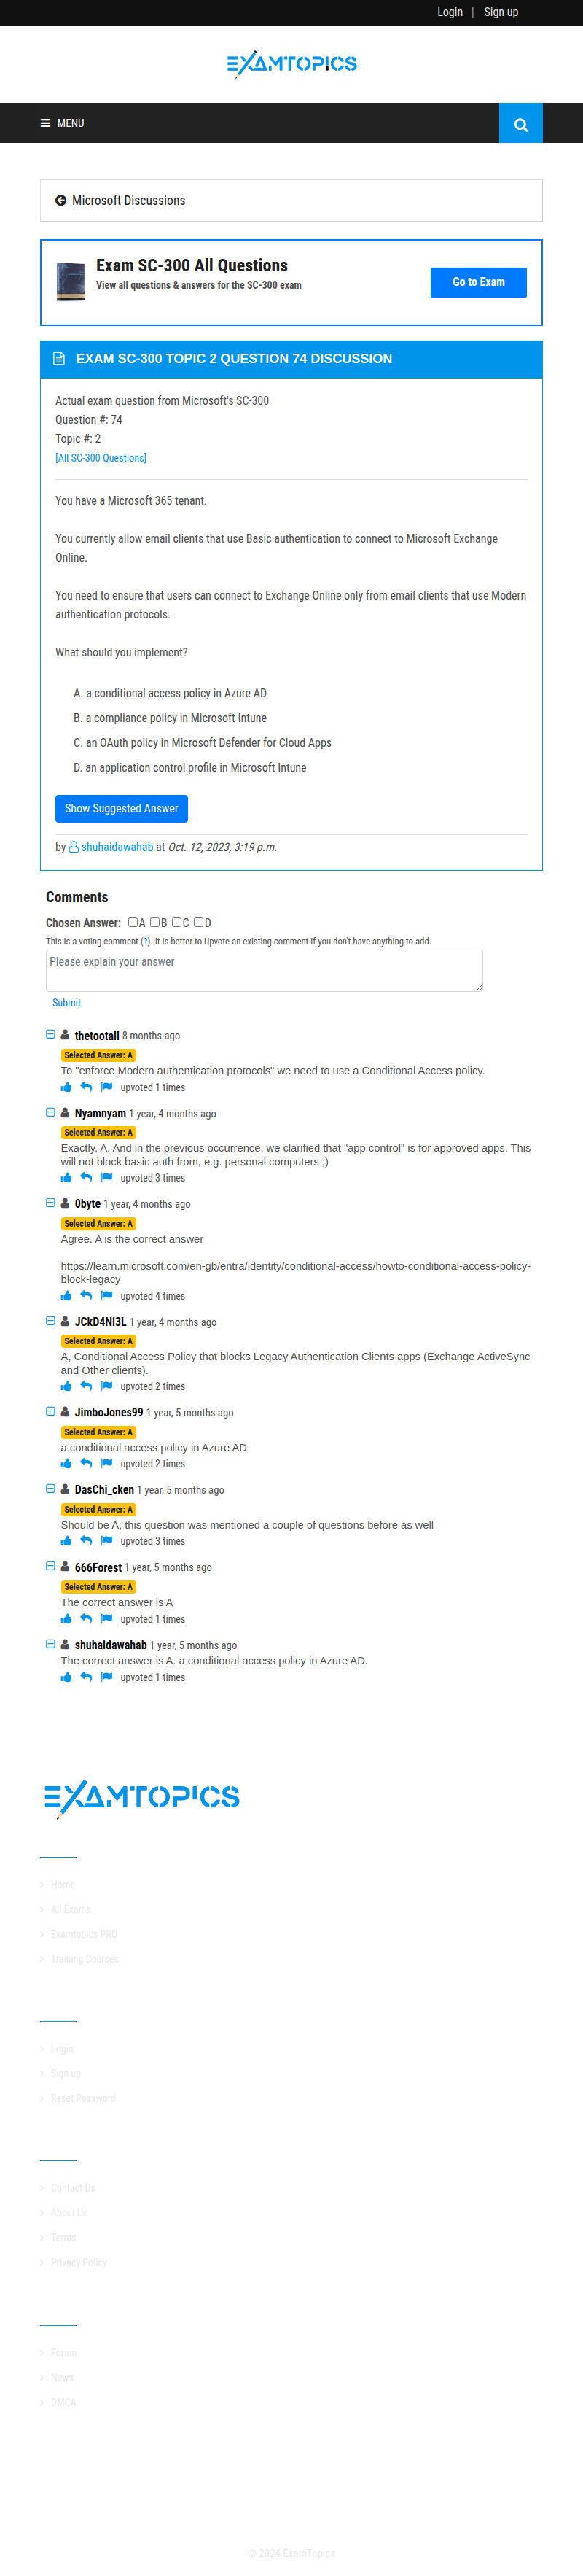 Login | Sign up
EXAMTOPICS
MENU
Microsoft Discussions
Exam SC-300 All Questions
View all questions & answers for the SC-300 exam
Go to Exam
EXAM SC-300 TOPIC 2 QUESTION 74 DISCUSSION
Actual exam question from Microsoft's SC-300
Question #: 74
Topic #: 2
[All SC-300 Questions]
You have a Microsoft 365 tenant.
You currently allow email clients that use Basic authentication to connect to Microsoft Exchange
Online.
You need to ensure that users can connect to Exchange Online only from email clients that use Modern
authentication protocols.
What should you implement?
A. a conditional access policy in Azure AD
B. a compliance policy in Microsoft Intune
C. an OAuth policy in Microsoft Defender for Cloud Apps
D. an application control profile in Microsoft Intune
Show Suggested Answer
by shuhaidawahab at Oct. 12, 2023, 3:19 p.m.
Comments
Chosen Answer: A B C D
This is a voting comment (?). It is better to Upvote an existing comment if you don't have anything to add.
Please explain your answer
Submit
thetootall 8 months ago
Selected Answer: A
To "enforce Modern authentication protocols" we need to use a Conditional Access policy.
upvoted 1 times
Nyamnyam 1 year, 4 months ago
Selected Answer: A
Exactly. A. And in the previous occurrence, we clarified that "app control" is for approved apps. This
will not block basic auth from, e.g. personal computers ;)
upvoted 3 times
0byte 1 year, 4 months ago
Selected Answer: A
Agree. A is the correct answer
https://learn.microsoft.com/en-gb/entra/identity/conditional-access/howto-conditional-access-policy-
block-legacy
upvoted 4 times
JCkD4Ni3L 1 year, 4 months ago
Selected Answer: A
A, Conditional Access Policy that blocks Legacy Authentication Clients apps (Exchange ActiveSync
and Other clients).
upvoted 2 times
JimboJones99 1 year, 5 months ago
Selected Answer: A
a conditional access policy in Azure AD
upvoted 2 times
DasChi_cken 1 year, 5 months ago
Selected Answer: A
Should be A, this question was mentioned a couple of questions before as well
upvoted 3 times
666Forest 1 year, 5 months ago
Selected Answer: A
The correct answer is A
upvoted 1 times
shuhaidawahab 1 year, 5 months ago
The correct answer is A. a conditional access policy in Azure AD.
upvoted 1 times
EXAMTOPICS
Home
All Exams
Examtopics PRO
Training Courses
Login
Sign up
Reset Password
Contact Us
About Us
Terms
Privacy Policy
Forum
News
DMCA
© 2024 ExamTopics